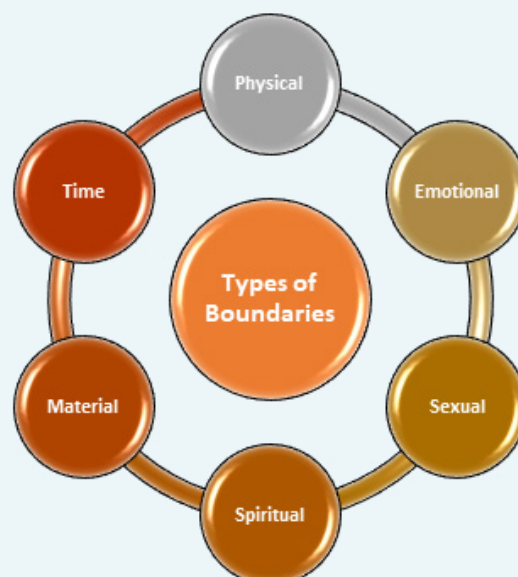 Physical
Emotional
Sexual
Spiritual
Material
Time
Types of
Boundaries